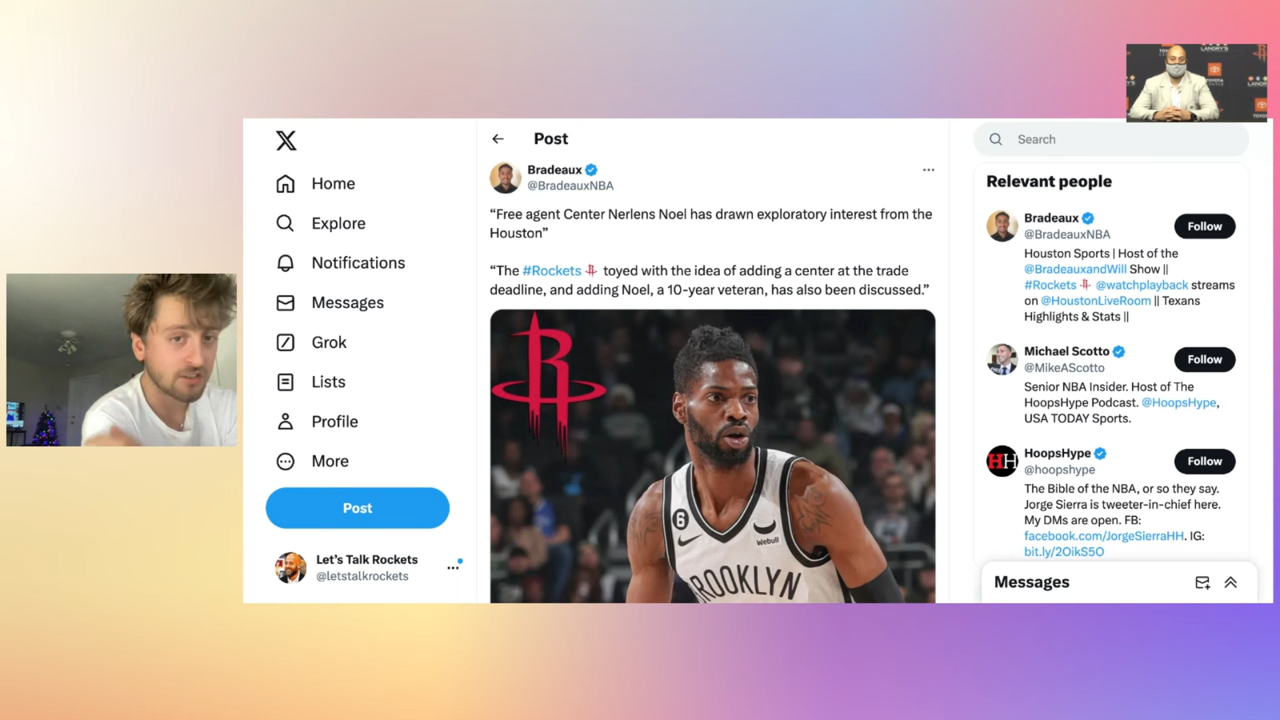 Home
Explore
Notifications
Messages
Grok
Lists
Profile
More
Post
Let's Talk Rockets
@letstalkrockets
Post
Bradeaux
@BradeauxNBA
“Free agent Center Nerlens Noel has drawn exploratory interest from the
Houston”
“The #Rockets toyed with the idea of adding a center at the trade
deadline, and adding Noel, a 10-year veteran, has also been discussed.”
R
6
Webull
BROOKLYN
Search
Relevant people
Bradeaux
@BradeauxNBA
Follow
Houston Sports | Host of the
@BradeauxandWill Show ||
#Rockets @watchplayback streams
on @HoustonLiveRoom || Texans
Highlights & Stats ||
Michael Scotto
@MikeAScotto
Follow
Senior NBA Insider. Host of The
HoopsHype Podcast. @HoopsHype,
USA TODAY Sports.
HH
HoopsHype
@hoopshype
Follow
The Bible of the NBA, or so they say.
Jorge Sierra is tweeter-in-chief here.
My DMs are open. FB:
facebook.com/JorgeSierraHH. IG:
bit.ly/2OikS5O
Messages
LANDRY'S